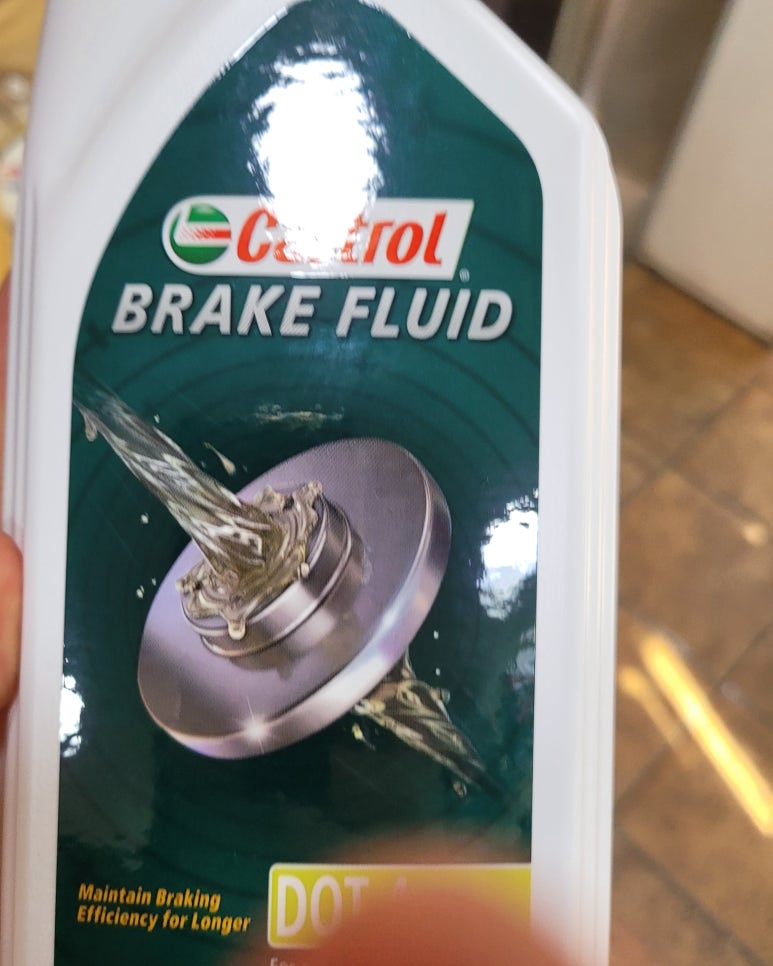 Castrol
BRAKE FLUID
Maintain Braking
Efficiency for Longer
DOT